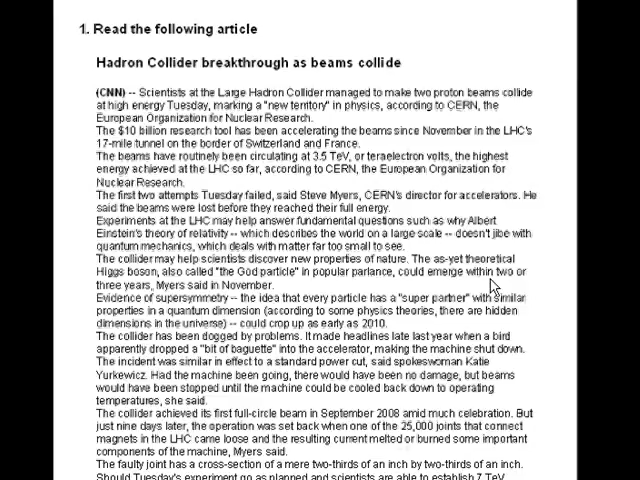 1. Read the following article
Hadron Collider breakthrough as beams collide
(CNN) -- Scientists at the Large Hadron Collider managed to make two proton beams collide
at high energy Tuesday, marking a "new territory" in physics, according to CERN, the
European Organization for Nuclear Research.
The $10 billion research tool has been accelerating the beams since November in the LHC's
17-mile tunnel on the border of Switzerland and France.
The beams have routinely been circulating at 3.5 TeV, or teraelectron volts, the highest
energy achieved at the LHC so far, according to CERN, the European Organization for
Nuclear Research.
The first two attempts Tuesday failed, said Steve Myers, CERN's director for accelerators. He
said the beams were lost before they reached their full energy.
Experiments at the LHC may help answer fundamental questions such as why Albert
Einstein's theory of relativity -- which describes the world on a large scale -- doesn't jibe with
quantum mechanics, which deals with matter far too small to see.
The collider may help scientists discover new properties of nature. The as-yet theoretical
Higgs boson, also called "the God particle" in popular parlance, could emerge within two or
three years, Myers said in November.
Evidence of supersymmetry -- the idea that every particle has a "super partner" with similar
properties in a quantum dimension (according to some physics theories, there are hidden
dimensions in the universe) -- could crop up as early as 2010.
The collider has been dogged by problems. It made headlines late last year when a bird
apparently dropped a "bit of baguette" into the accelerator, making the machine shut down.
The incident was similar in effect to a standard power cut, said spokeswoman Katie
Yurkewicz. Had the machine been going, there would have been no damage, but beams
would have been stopped until the machine could be cooled back down to operating
temperatures, she said.
The collider achieved its first full-circle beam in September 2008 amid much celebration. But
just nine days later, the operation was set back when one of the 25,000 joints that connect
magnets in the LHC came loose and the resulting current melted or burned some important
components of the machine, Myers said.
The faulty joint has a cross-section of a mere two-thirds of an inch by two-thirds of an inch.
Should Tuesday's experiment go as planned and scientists are able to establish 7 TeV